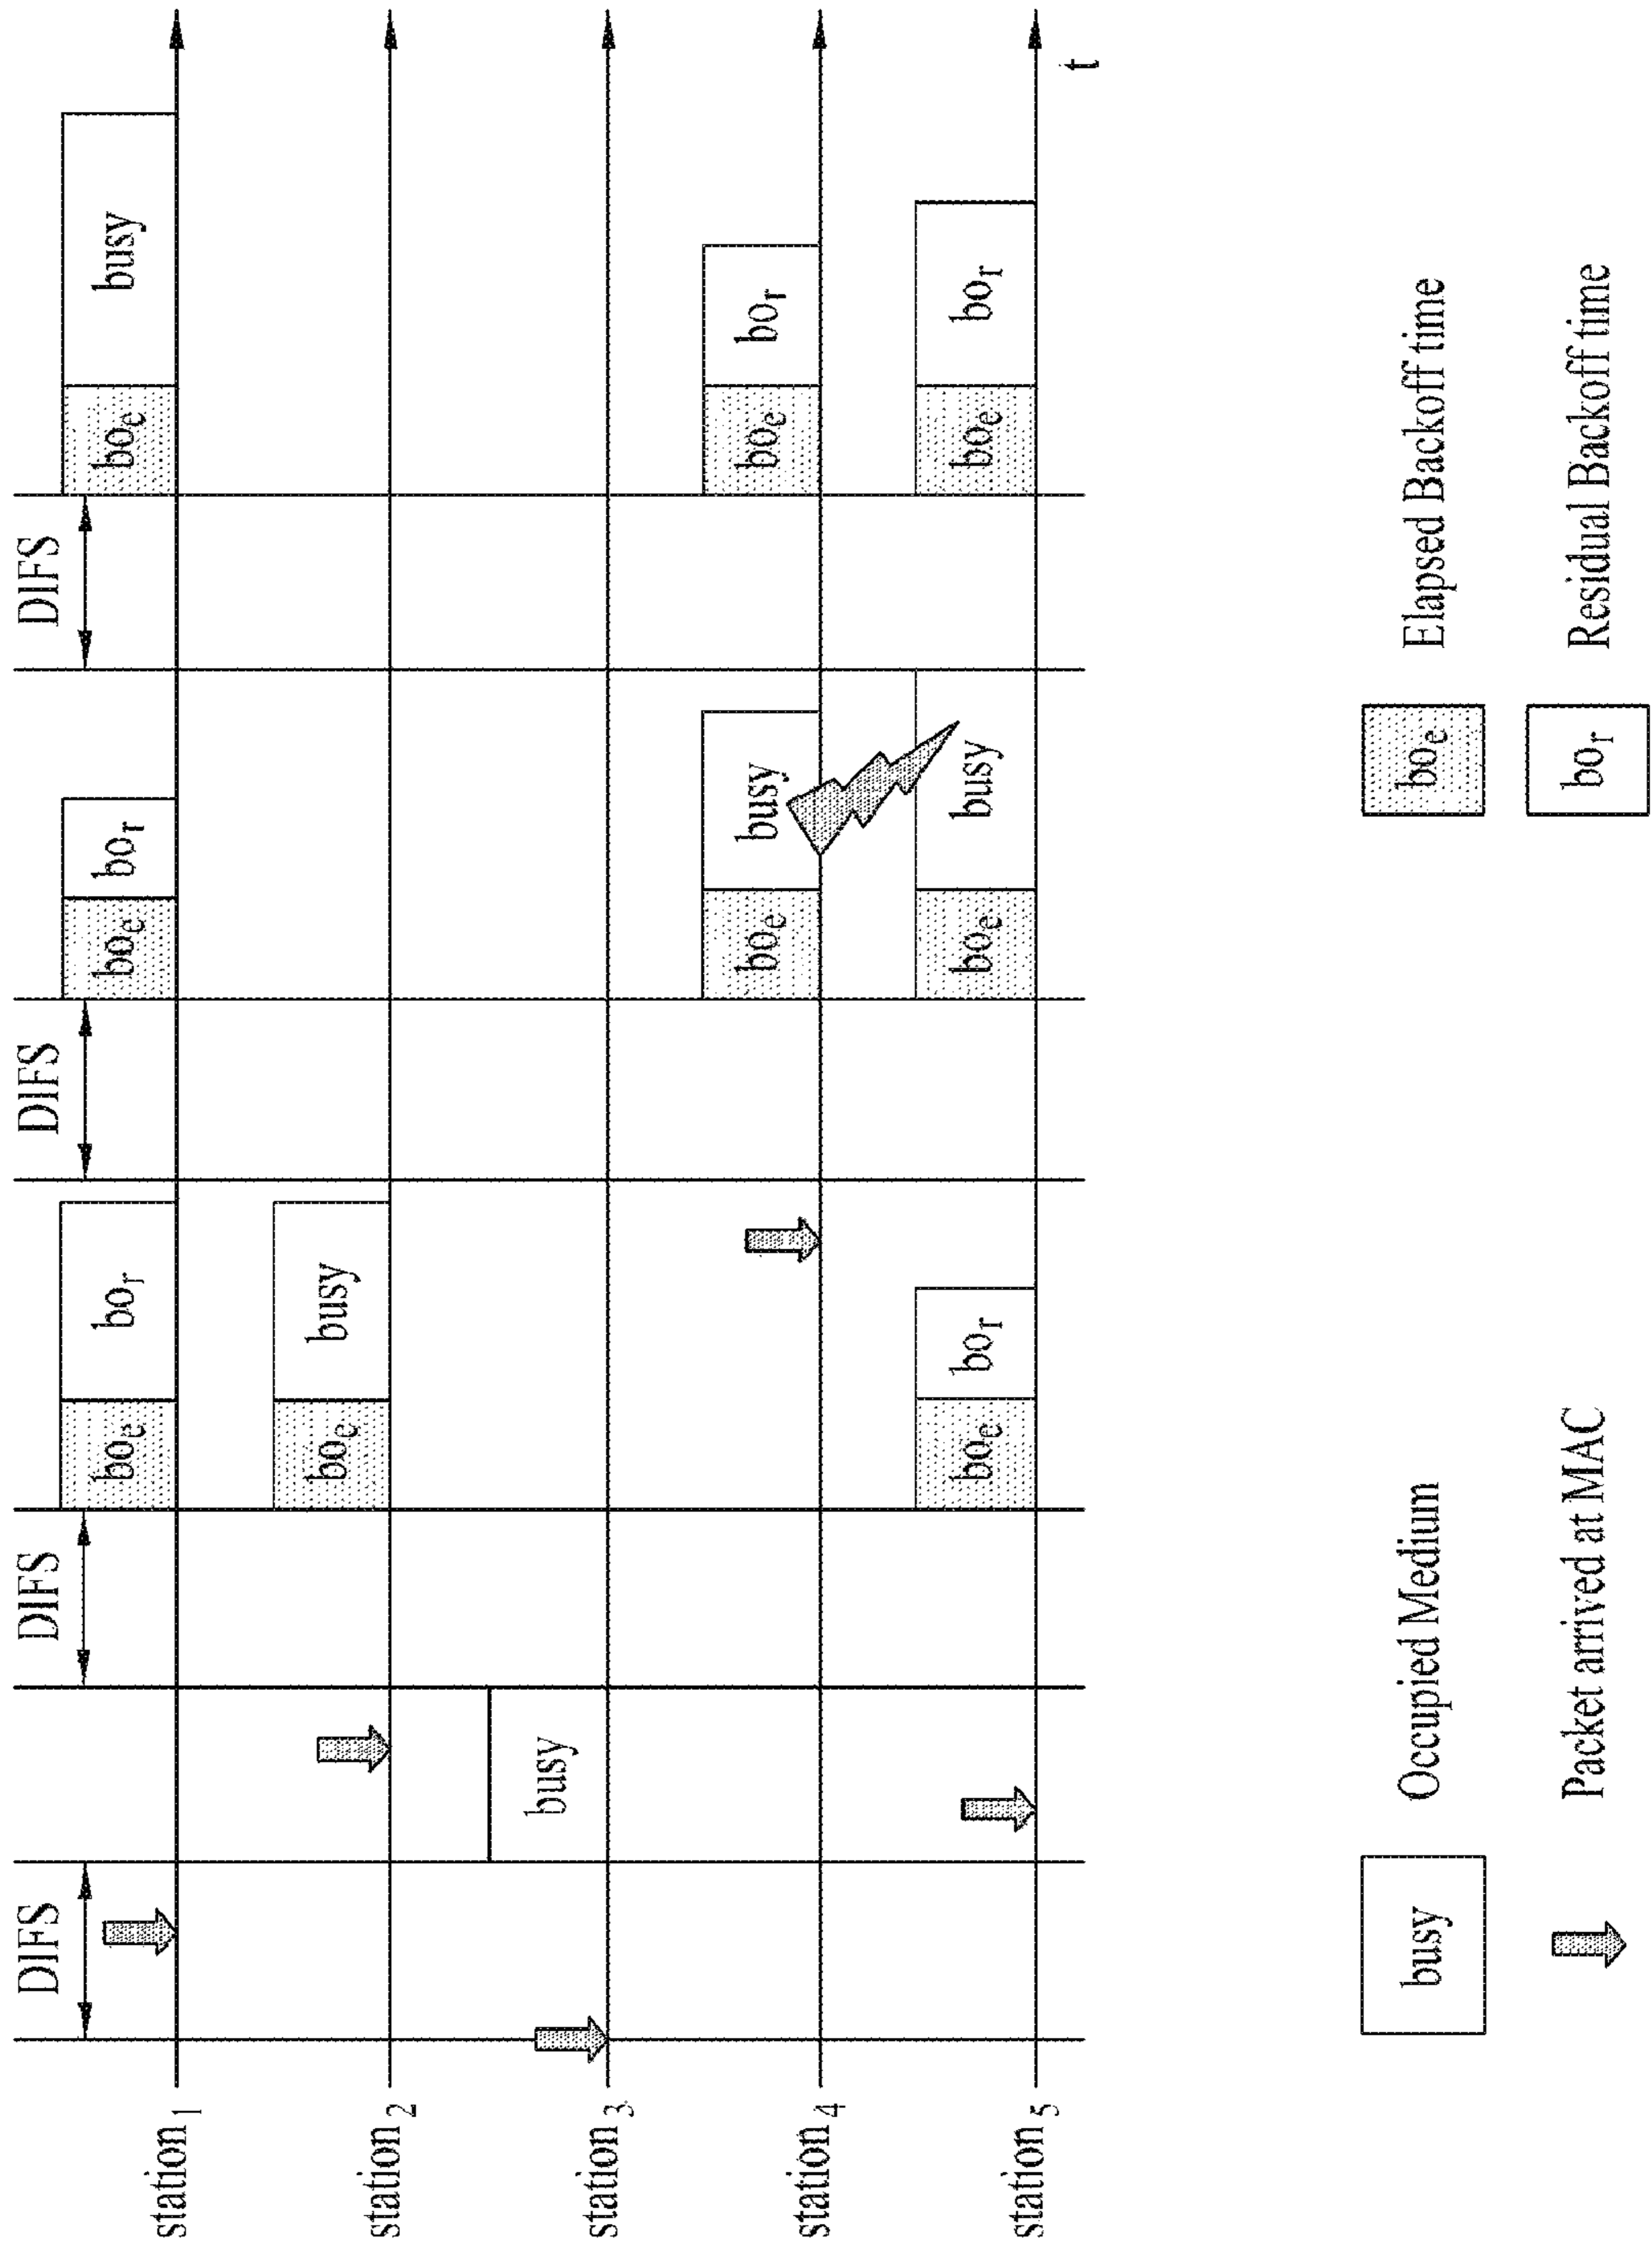 DIFS DIFS DIFS DIFS
boe bor boe bor boe busy
station1
boe busy
station2
busy
station3
boe busy boe bor
station4
boe bor boe busy boe bor
station5
t
busy Occupied Medium boe Elapsed Backoff time
Packet arrived at MAC bor Residual Backoff time